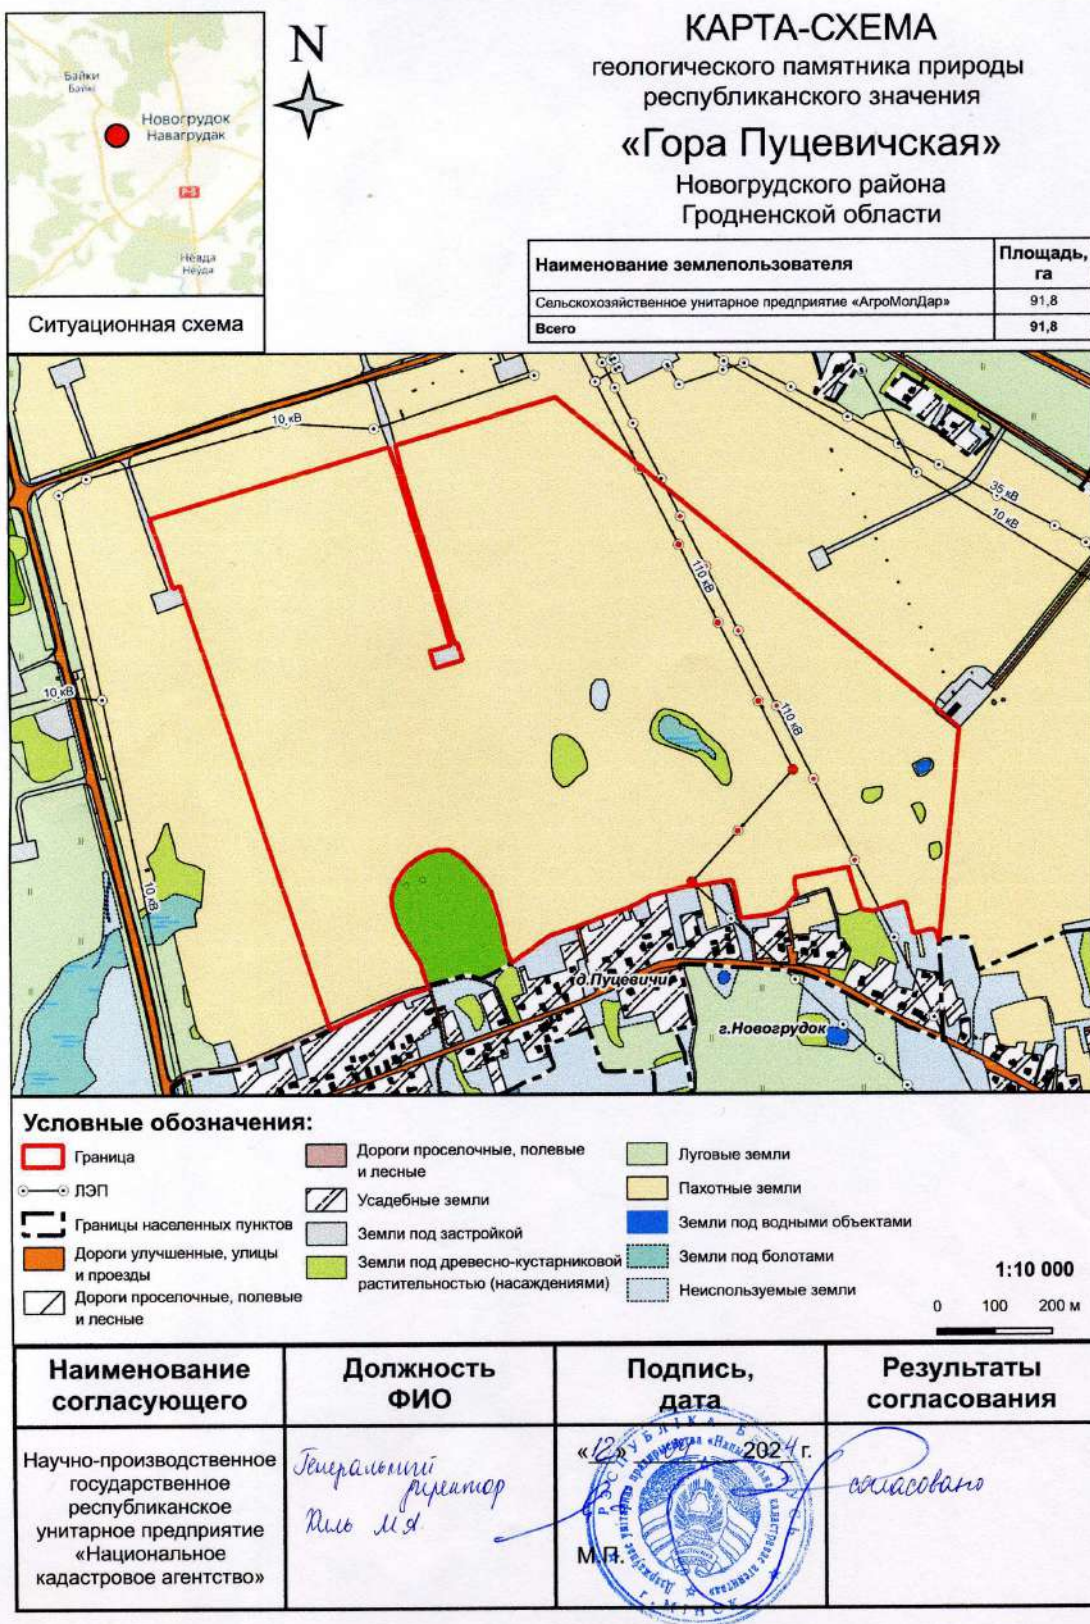 Байки
Байкі
Новогрудок
Навагрудак
Р-5
Нёвда
Неўда
Ситуационная схема
N
КАРТА-СХЕМА
геологического памятника природы
республиканского значения
«Гора Пуцевичская»
Новогрудского района
Гродненской области
Наименование землепользователя
Площадь,
га
Сельскохозяйственное унитарное предприятие «АгроМолДар»
91,8
Всего
91,8
10 кВ
35 кВ
10 кВ
110 кВ
10 кВ
110 кВ
10 кВ
д.Пуцевичи
г.Новогрудок
Условные обозначения:
Граница
ЛЭП
Границы населенных пунктов
Дороги улучшенные, улицы
и проезды
Дороги проселочные, полевые
и лесные
Дороги проселочные, полевые
и лесные
Усадебные земли
Земли под застройкой
Земли под древесно-кустарниковой
растительностью (насаждениями)
Луговые земли
Пахотные земли
Земли под водными объектами
Земли под болотами
Неиспользуемые земли
1:10 000
0 100 200 м
Наименование
согласующего
Должность
ФИО
Подпись,
дата
Результаты
согласования
Научно-производственное
государственное
республиканское
унитарное предприятие
«Национальное
кадастровое агентство»
Генеральный
директор
Хиль М.А.
«12» 2024 г.
М.П.
РЭСПУБЛІКА БЕЛАРУСЬ
г. МІНСК
согласовано